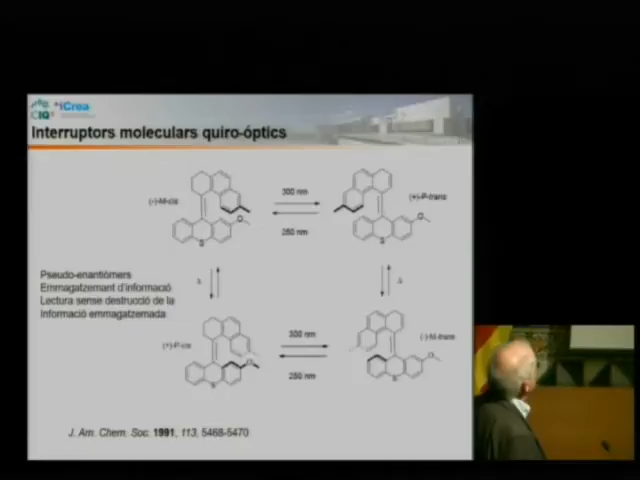 CIQ iCrea
Interruptors moleculars quiro-òptics
(-)-M-cis
300 nm
250 nm
(+)-P-trans
O
S
O
S
Δ
Δ
Pseudo-enantiòmers
Emmagatzemant d'informació
Lectura sense destrucció de la
Informació emmagatzemada
(+)-P-cis
300 nm
250 nm
(-)-M-trans
O
S
O
S
J. Am. Chem. Soc. 1991, 113, 5468-5470